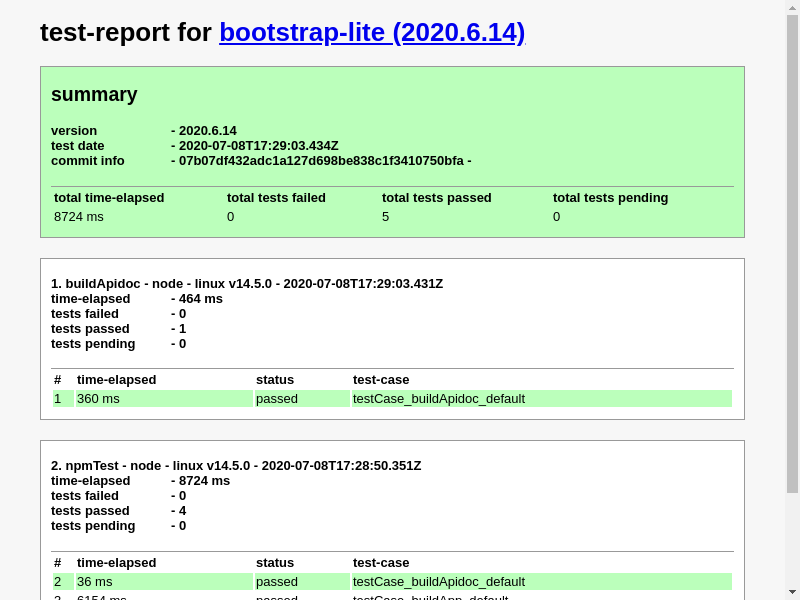 test-report for bootstrap-lite (2020.6.14)
summary
version - 2020.6.14
test date - 2020-07-08T17:29:03.434Z
commit info - 07b07df432adc1a127d698be838c1f3410750bfa -
total time-elapsed total tests failed total tests passed total tests pending
8724 ms 0 5 0
1. buildApidoc - node - linux v14.5.0 - 2020-07-08T17:29:03.431Z
time-elapsed - 464 ms
tests failed - 0
tests passed - 1
tests pending - 0
# time-elapsed status test-case
1 360 ms passed testCase_buildApidoc_default
2. npmTest - node - linux v14.5.0 - 2020-07-08T17:28:50.351Z
time-elapsed - 8724 ms
tests failed - 0
tests passed - 4
tests pending - 0
# time-elapsed status test-case
2 36 ms passed testCase_buildApidoc_default
3 6154 ms passed testCase_buildApp_default